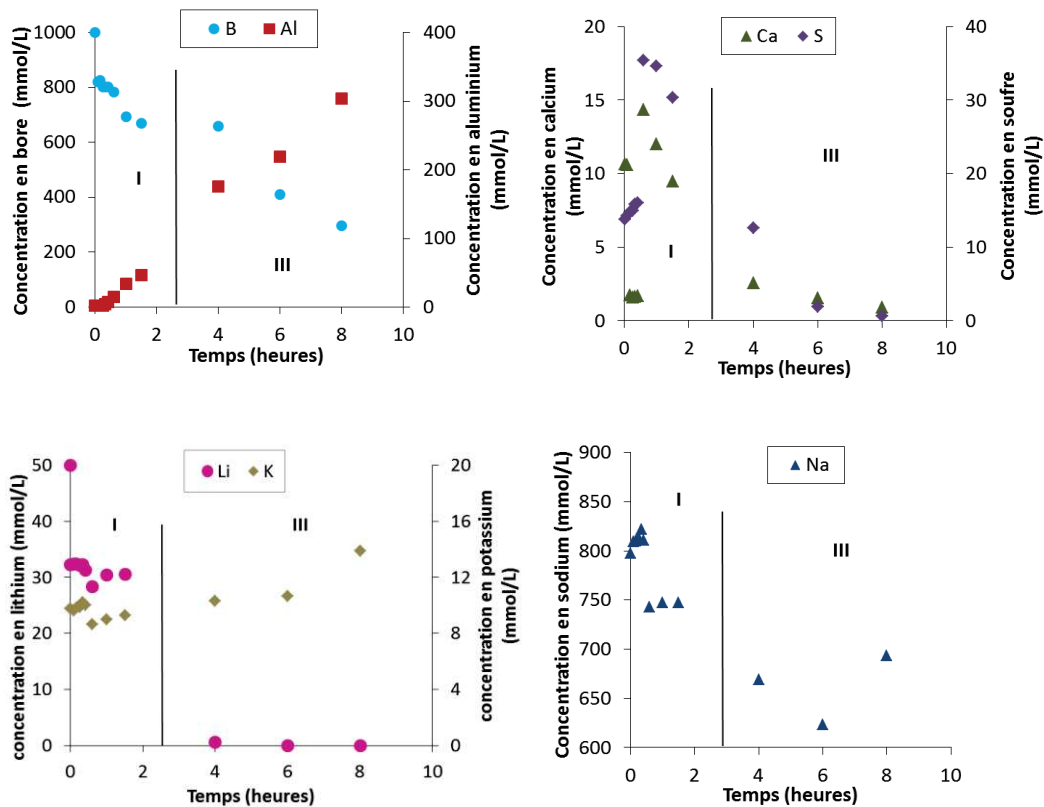 B Al
Concentration en bore (mmol/L)
1000
800
600
400
200
0
400
300
200
100
0
Concentration en aluminium
(mmol/L)
I
III
0 2 4 6 8 10
Temps (heures)
Ca S
Concentration en calcium
(mmol/L)
20
15
10
5
0
40
30
20
10
0
Concentration en soufre
(mmol/L)
I
III
0 2 4 6 8 10
Temps (heures)
Li K
concentration en lithium (mmol/L)
50
40
30
20
10
0
20
16
12
8
4
0
concentration en potassium
(mmol/L)
I
III
0 2 4 6 8 10
Temps (heures)
Na
Concentration en sodium (mmol/L)
900
850
800
750
700
650
600
I
III
0 2 4 6 8 10
Temps (heures)